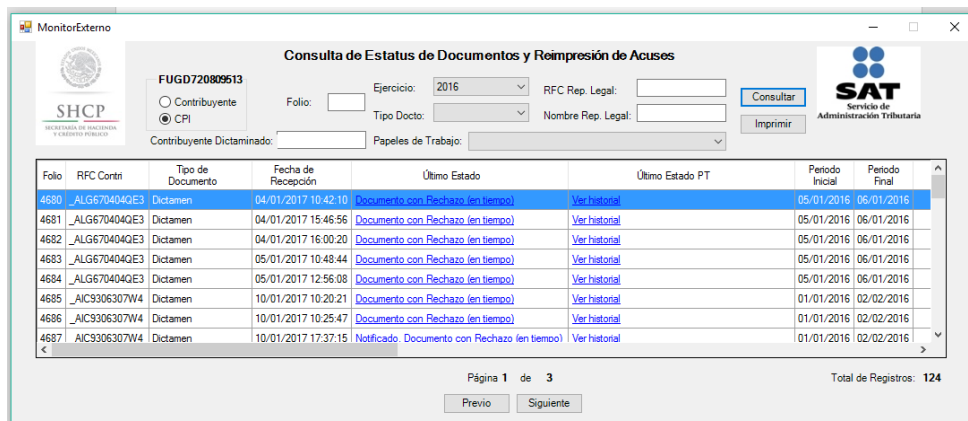 MonitorExterno
Consulta de Estatus de Documentos y Reimpresión de Acuses
SHCP
SECRETARÍA DE HACIENDA
Y CRÉDITO PÚBLICO
FUGD720809513
Contribuyente
CPI
Folio:
Contribuyente Dictaminado:
Ejercicio: 2016
Tipo Docto:
Papeles de Trabajo:
RFC Rep. Legal:
Nombre Rep. Legal:
Consultar
Imprimir
SAT
Servicio de
Administración Tributaria
Folio RFC Contri Tipo de Documento Fecha de Recepción Último Estado Último Estado PT Periodo Inicial Periodo Final
4680 _ALG670404QE3 Dictamen 04/01/2017 10:42:10 Documento con Rechazo (en tiempo) Ver historial 05/01/2016 06/01/2016
4681 _ALG670404QE3 Dictamen 04/01/2017 15:46:56 Documento con Rechazo (en tiempo) Ver historial 05/01/2016 06/01/2016
4682 _ALG670404QE3 Dictamen 04/01/2017 16:00:20 Documento con Rechazo (en tiempo) Ver historial 05/01/2016 06/01/2016
4683 _ALG670404QE3 Dictamen 05/01/2017 10:48:44 Documento con Rechazo (en tiempo) Ver historial 05/01/2016 06/01/2016
4684 _ALG670404QE3 Dictamen 05/01/2017 12:56:08 Documento con Rechazo (en tiempo) Ver historial 05/01/2016 06/01/2016
4685 _AIC9306307W4 Dictamen 10/01/2017 10:20:21 Documento con Rechazo (en tiempo) Ver historial 01/01/2016 02/02/2016
4686 _AIC9306307W4 Dictamen 10/01/2017 10:25:47 Documento con Rechazo (en tiempo) Ver historial 01/01/2016 02/02/2016
4687 _AIC9306307W4 Dictamen 10/01/2017 17:37:15 Notificado, Documento con Rechazo (en tiempo) Ver historial 01/01/2016 02/02/2016
Página 1 de 3
Total de Registros: 124
Previo
Siguiente